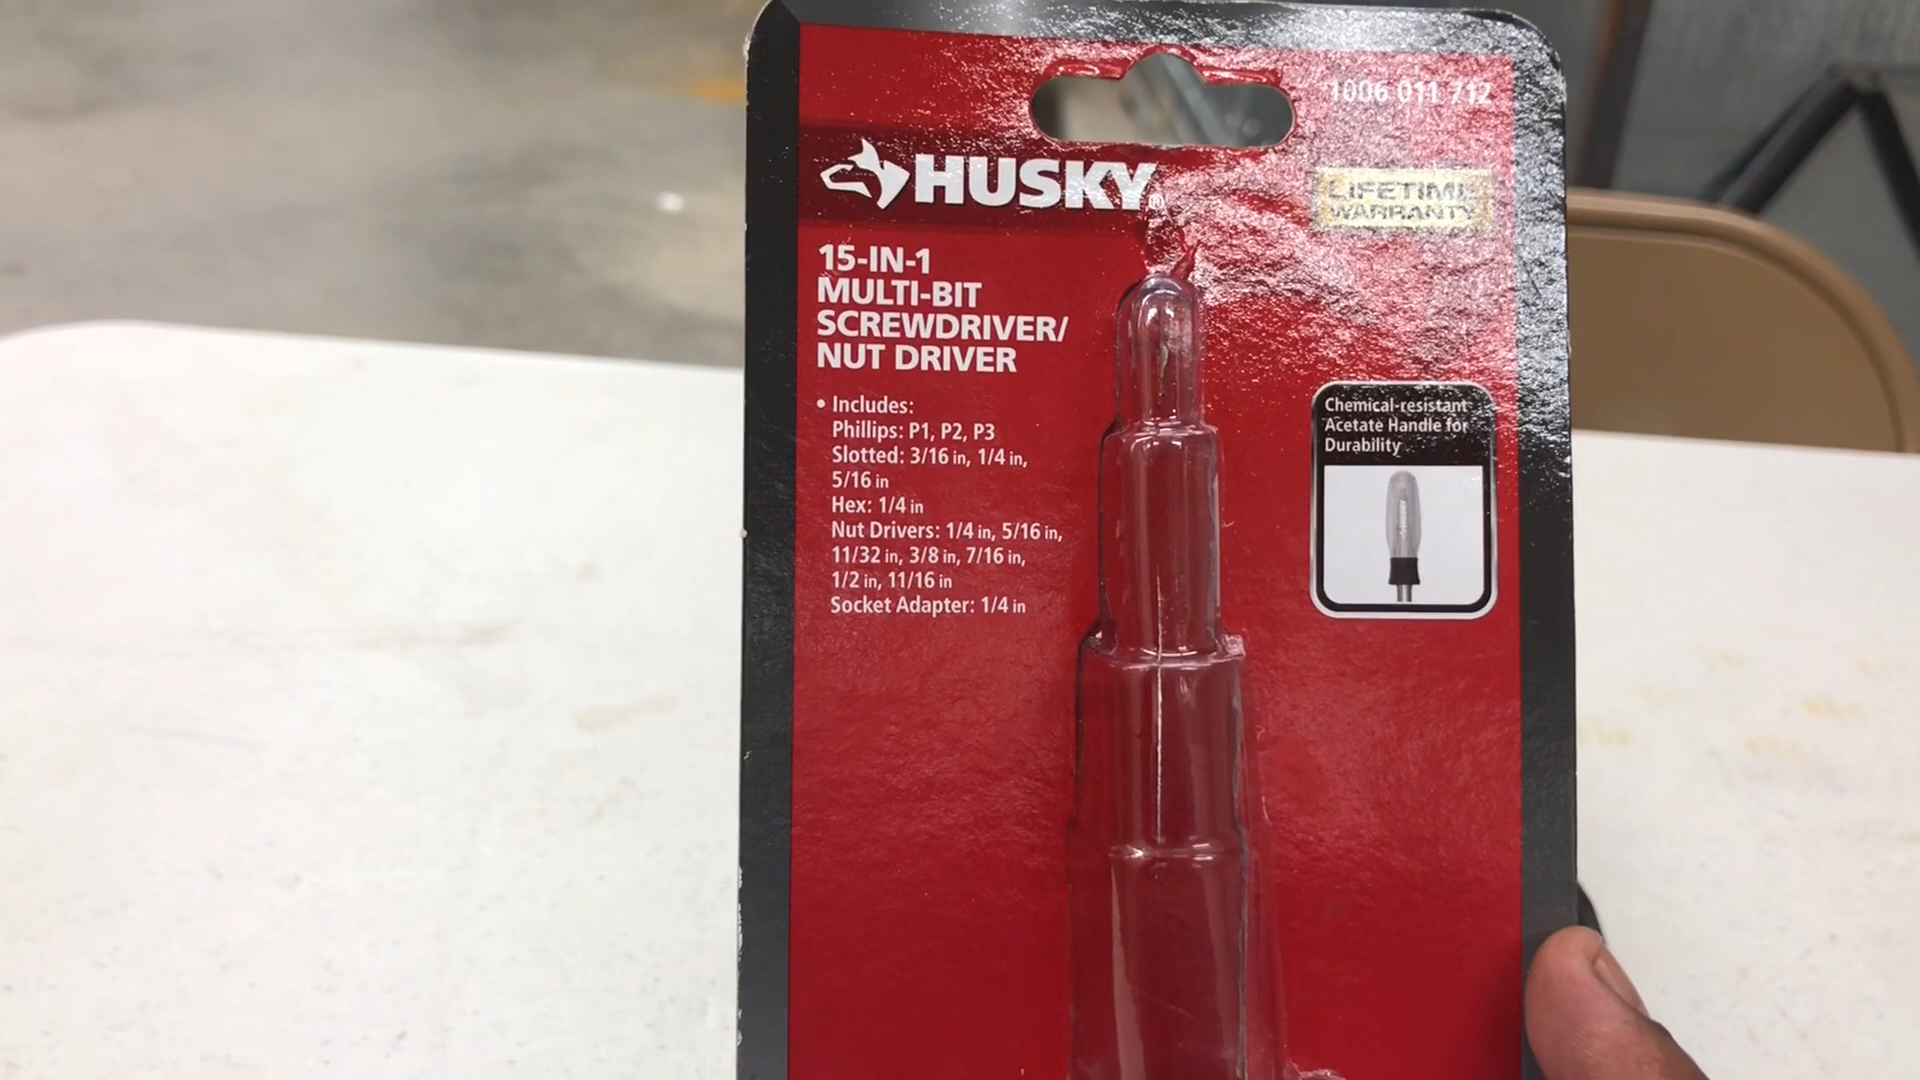 1006 011 712
HUSKY®
LIFETIME
WARRANTY
15-IN-1
MULTI-BIT
SCREWDRIVER/
NUT DRIVER
• Includes:
Phillips: P1, P2, P3
Slotted: 3/16 in, 1/4 in,
5/16 in
Hex: 1/4 in
Nut Drivers: 1/4 in, 5/16 in,
11/32 in, 3/8 in, 7/16 in,
1/2 in, 11/16 in
Socket Adapter: 1/4 in
Chemical-resistant
Acetate Handle for
Durability